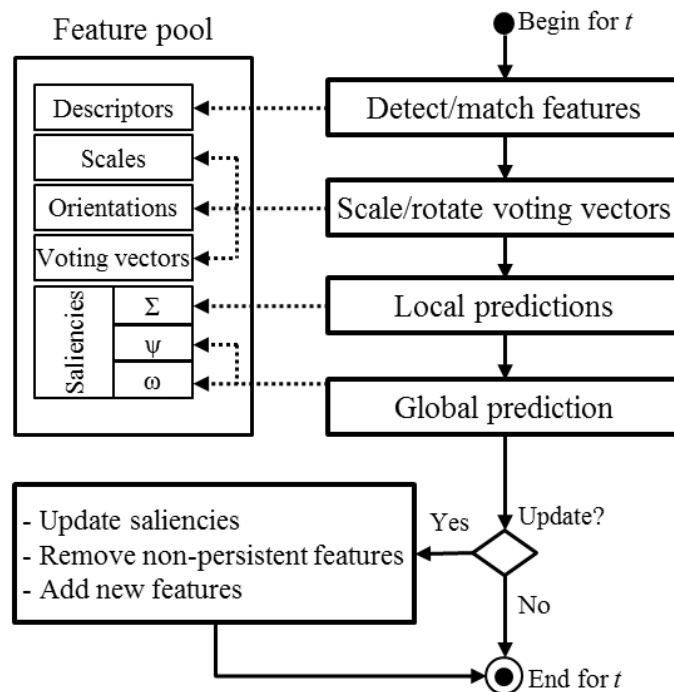 Feature pool
Descriptors
Scales
Orientations
Voting vectors
Saliencies
Σ
ψ
ω
Begin for t
Detect/match features
Scale/rotate voting vectors
Local predictions
Global prediction
Update?
Yes
No
- Update saliencies
- Remove non-persistent features
- Add new features
End for t